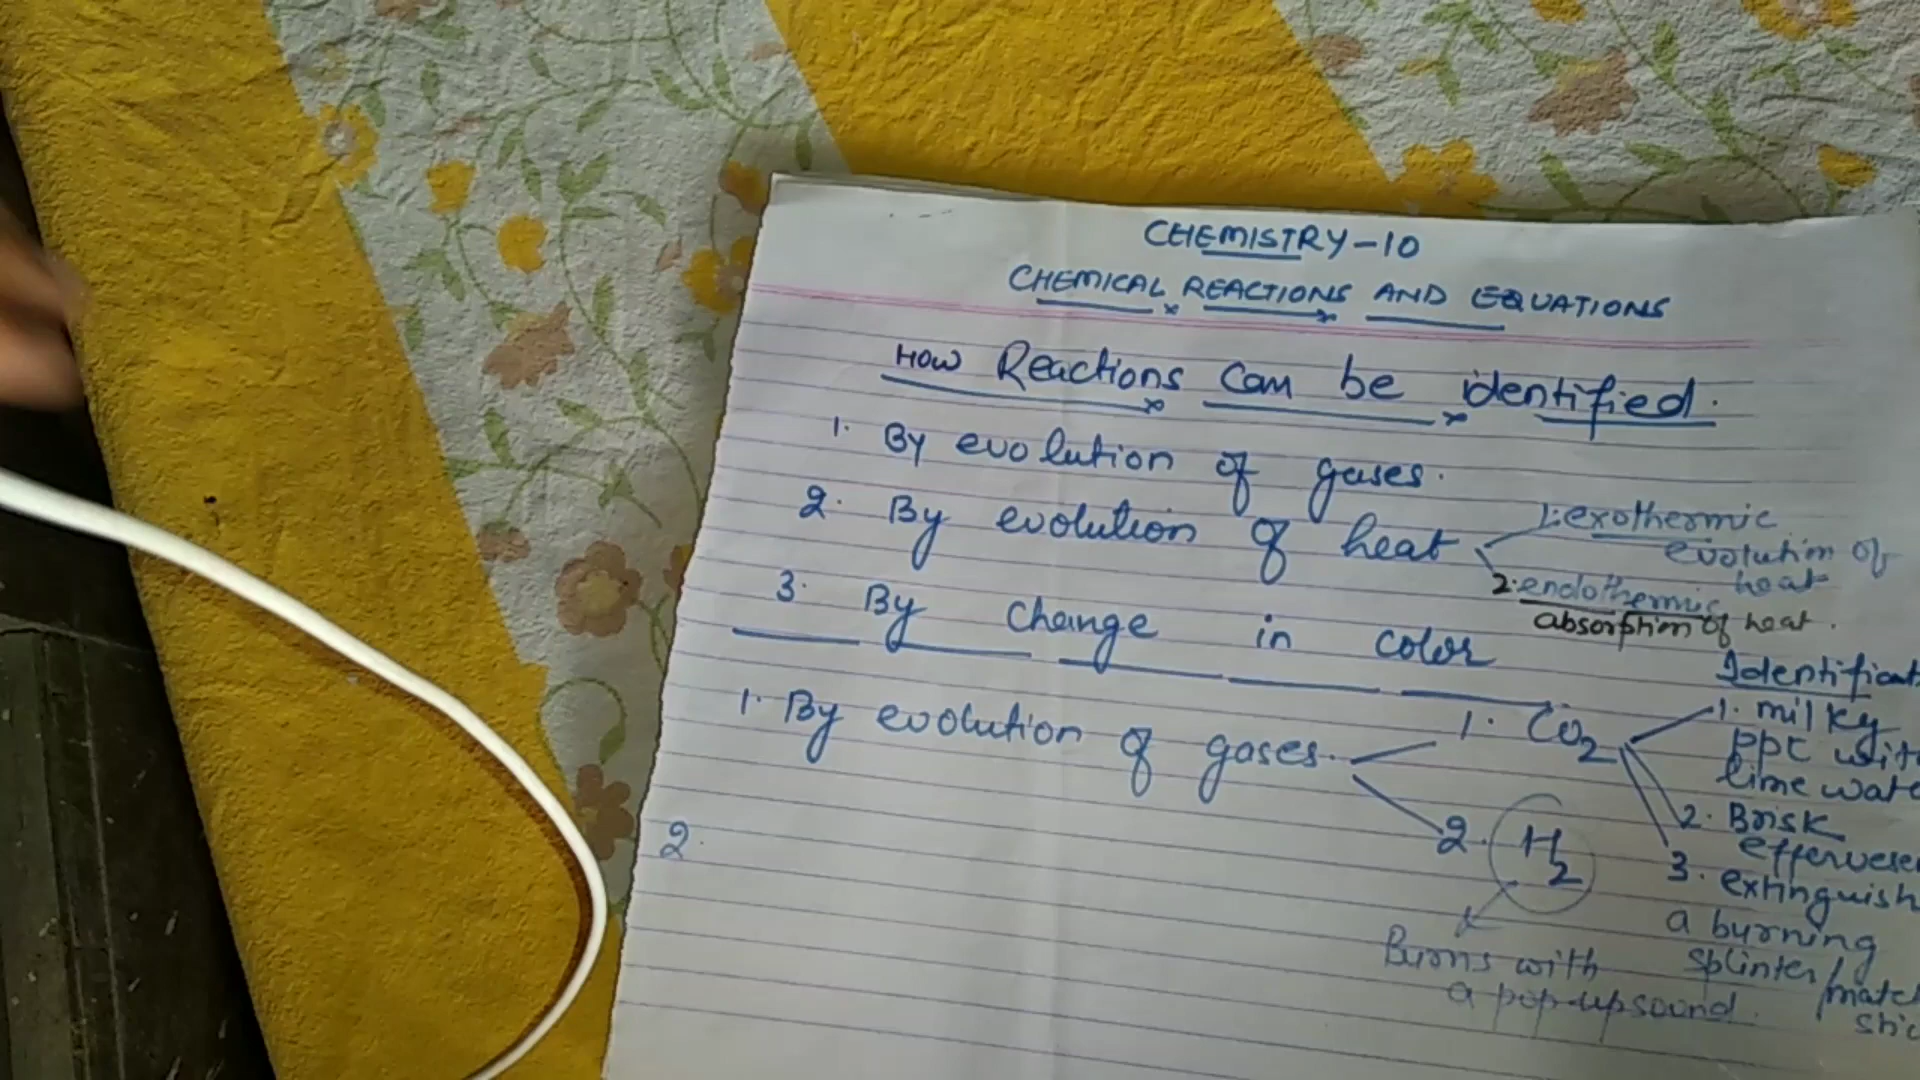 CHEMISTRY-10
CHEMICAL REACTIONS AND EQUATIONS
HOW Reactions Can be identified.
1. By evolution of gases.
2. By evolution of heat
1. exothermic
evolution of
heat
2. endothermic
absorption of heat.
3. By Change in color
1. By evolution of gases.
1. CO2
Identificat
1. milky
ppt wit
lime wate
2. Brisk
effervese
3. extinguish
a burning
splinter/match
stic
2. H2
Burns with
a pop-upsound.
2.